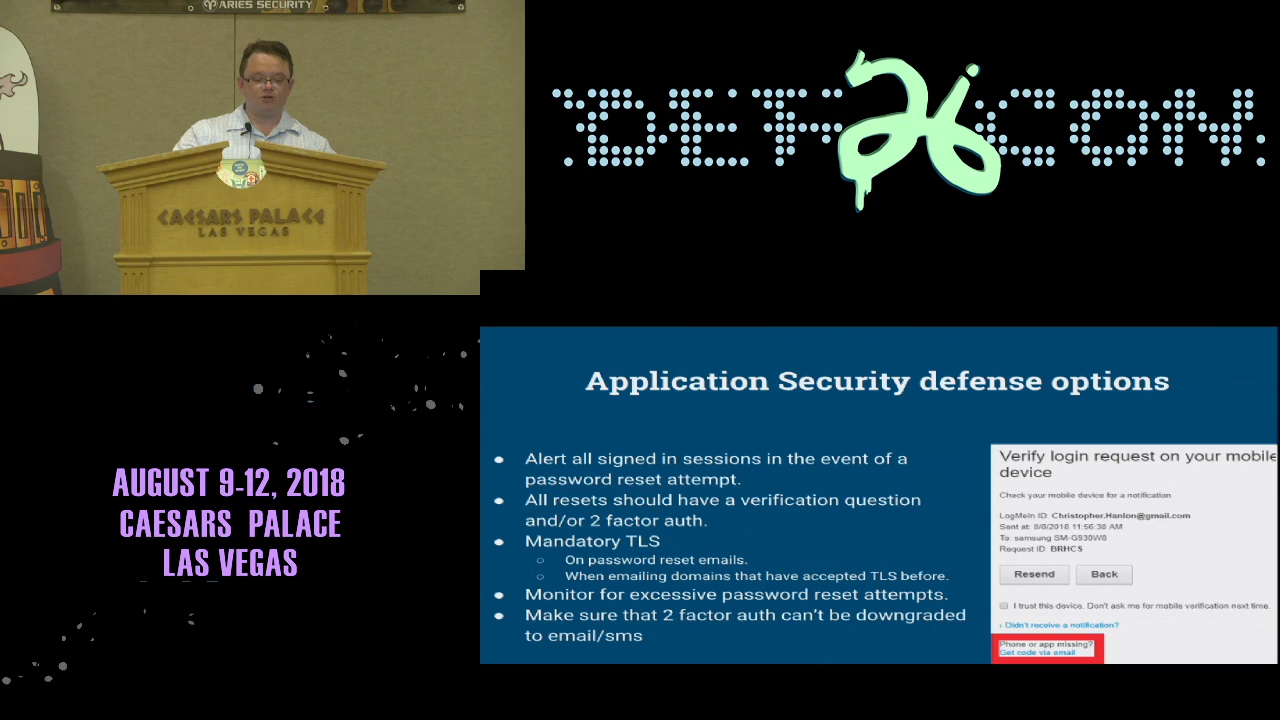 ARIES SECURITY
CAESARS PALACE
LAS VEGAS
DEF 26 CON
AUGUST 9-12, 2018
CAESARS PALACE
LAS VEGAS
Application Security defense options
● Alert all signed in sessions in the event of a
password reset attempt.
● All resets should have a verification question
and/or 2 factor auth.
● Mandatory TLS
○ On password reset emails.
○ When emailing domains that have accepted TLS before.
● Monitor for excessive password reset attempts.
● Make sure that 2 factor auth can't be downgraded
to email/sms
Verify login request on your mobile
device
Check your mobile device for a notification
LogMeIn ID: Christopher.Hanlon@gmail.com
Sent at: 8/8/2018 11:56:38 AM
To: samsung SM-G930W8
Request ID: BRHCS
Resend Back
I trust this device. Don't ask me for mobile verification next time.
› Didn't receive a notification?
Phone or app missing?
Get code via email